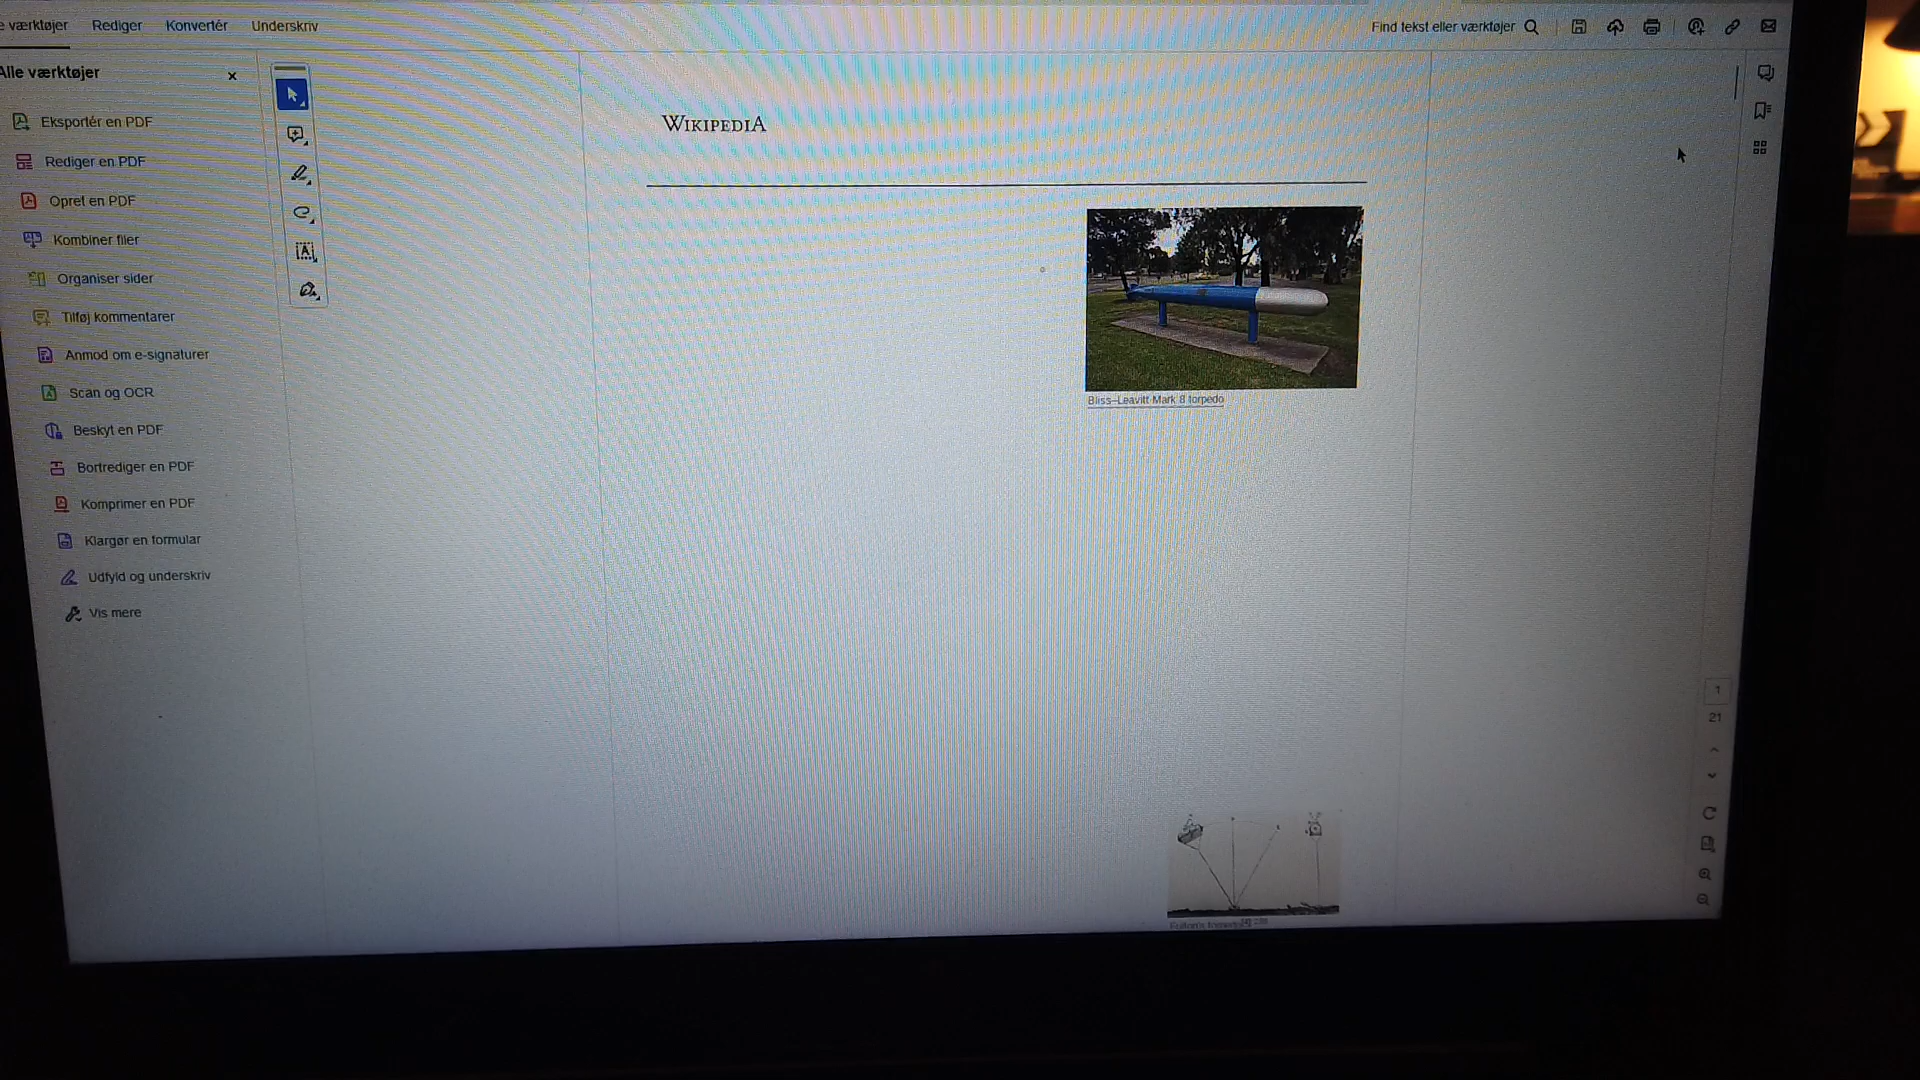 e værktøjer Rediger Konvertér Underskriv
Find tekst eller værktøjer
Alle værktøjer
Eksportér en PDF
Rediger en PDF
Opret en PDF
Kombiner filer
Organiser sider
Tilføj kommentarer
Anmod om e-signaturer
Scan og OCR
Beskyt en PDF
Bortrediger en PDF
Komprimer en PDF
Klargør en formular
Udfyld og underskriv
Vis mere
WIKIPEDIA
Bliss–Leavitt Mark 8 torpedo
Fulton's torpedo
1
21